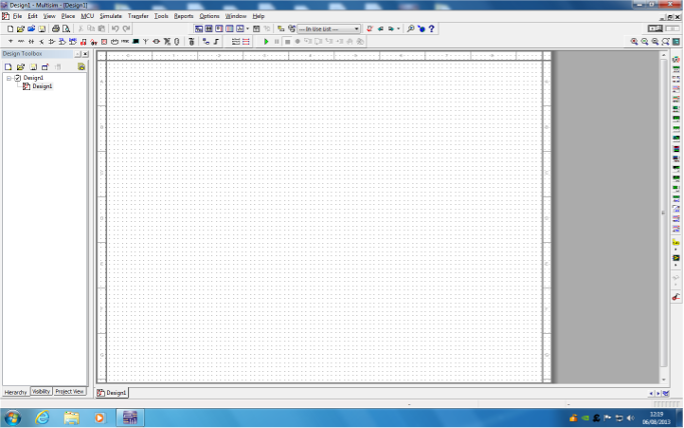 Design1 - Multisim - [Design1]
File Edit View Place MCU Simulate Transfer Tools Reports Options Window Help
--- In Use List ---
Design Toolbox
Design1
Design1
Hierarchy Visibility Project View
Design1
12:19
06/08/2013